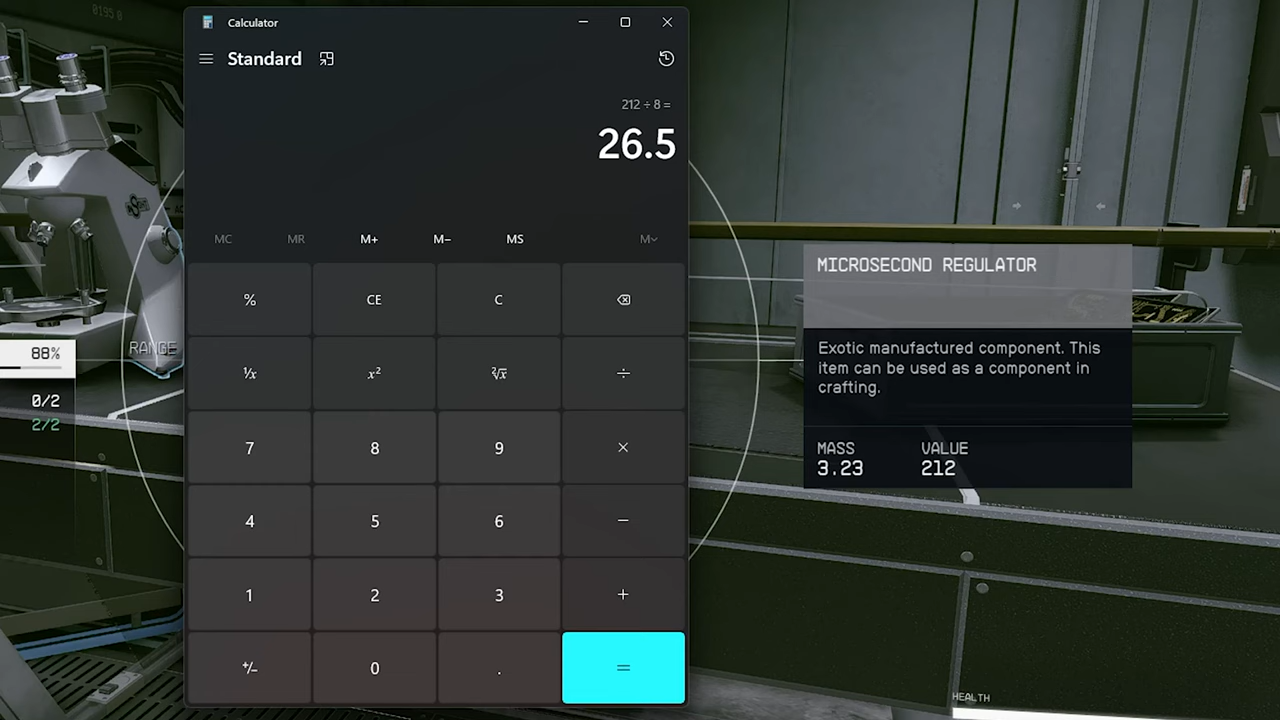 Calculator
Standard
212 ÷ 8 =
26.5
MC MR M+ M− MS M
% CE C
⅟x x² ²√x ÷
7 8 9 ×
4 5 6 −
1 2 3 +
+/− 0 . =
88%
RANGE
0/2
2/2
MICROSECOND REGULATOR
Exotic manufactured component. This
item can be used as a component in
crafting.
MASS VALUE
3.23 212
HEALTH